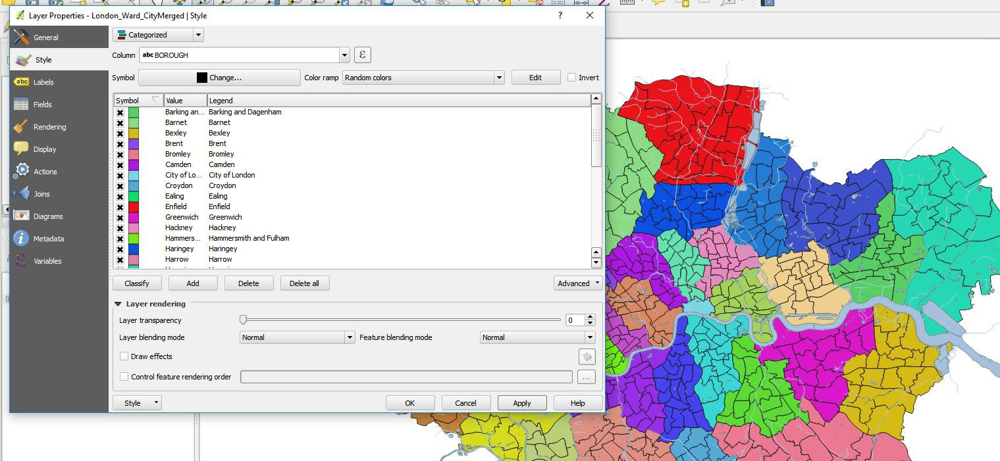 Layer Properties - London_Ward_CityMerged | Style
? 
General
Style
Labels
Fields
Rendering
Display
Actions
Joins
Diagrams
Metadata
Variables
Categorized
Column abc BOROUGH ε
Symbol Change... Color ramp Random colors Edit Invert
Symbol Value Legend
Barking an... Barking and Dagenham
Barnet Barnet
Bexley Bexley
Brent Brent
Bromley Bromley
Camden Camden
City of Lo... City of London
Croydon Croydon
Ealing Ealing
Enfield Enfield
Greenwich Greenwich
Hackney Hackney
Hammers... Hammersmith and Fulham
Haringey Haringey
Harrow Harrow
Classify Add Delete Delete all Advanced
Layer rendering
Layer transparency 0
Layer blending mode Normal Feature blending mode Normal
Draw effects
Control feature rendering order ...
Style OK Cancel Apply Help